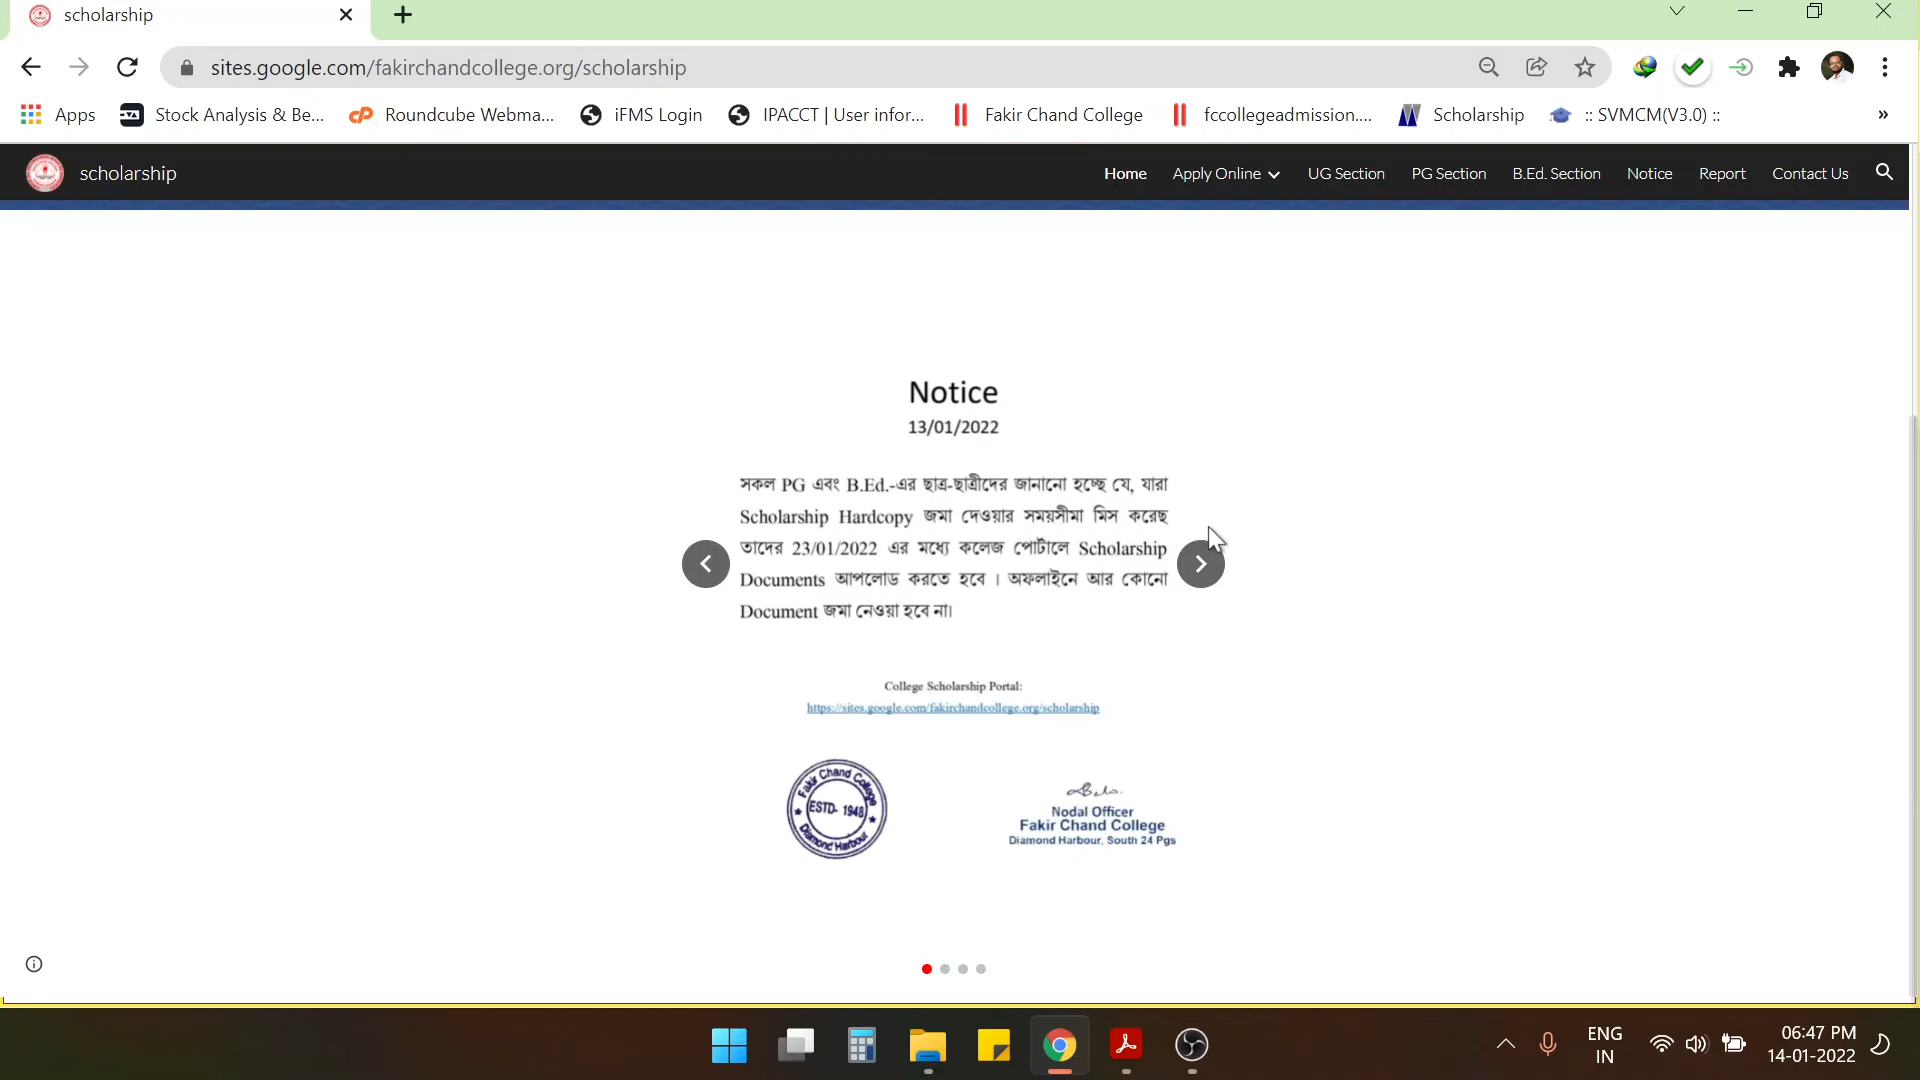 scholarship
sites.google.com/fakirchandcollege.org/scholarship
Apps
Stock Analysis & Be...
Roundcube Webma...
iFMS Login
IPACCT | User infor...
Fakir Chand College
fccollegeadmission....
Scholarship
:: SVMCM(V3.0) ::
»
scholarship
Home
Apply Online
UG Section
PG Section
B.Ed. Section
Notice
Report
Contact Us
Notice
13/01/2022
সকল PG এবং B.Ed.-এর ছাত্র-ছাত্রীদের জানানো হচ্ছে যে, যারা
Scholarship Hardcopy জমা দেওয়ার সময়সীমা মিস করেছ
তাদের 23/01/2022 এর মধ্যে কলেজ পোর্টালে Scholarship
Documents আপলোড করতে হবে । অফলাইনে আর কোনো
Document জমা নেওয়া হবে না।
College Scholarship Portal:
https://sites.google.com/fakirchandcollege.org/scholarship
Fakir Chand College
ESTD- 1948
Diamond Harbour
Nodal Officer
Fakir Chand College
Diamond Harbour, South 24 Pgs
ENG
IN
06:47 PM
14-01-2022